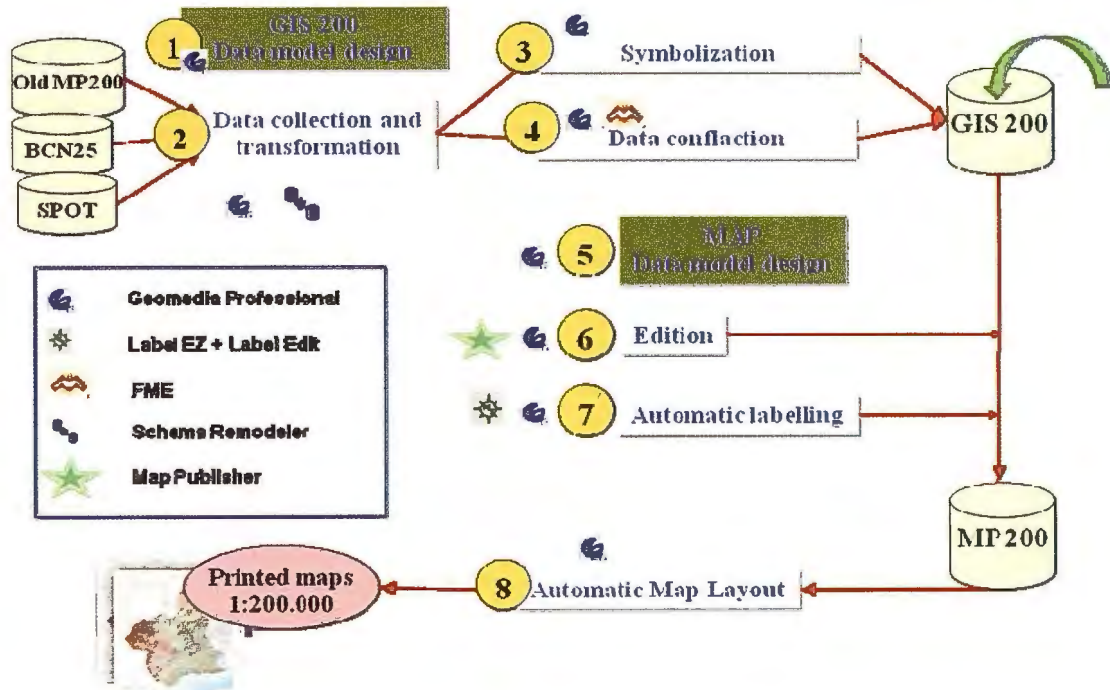 1
GIS 200
Data model design
3
Symbolization
Old MP200
2
Data collection and
transformation
4
Data conflaction
GIS 200
BCN25
SPOT
5
MAP
Data model design
Geomedia Professional
Label EZ + Label Edit
FME
Schema Remodeler
Map Publisher
6
Edition
7
Automatic labelling
MP200
Printed maps
1:200.000
8
Automatic Map Layout